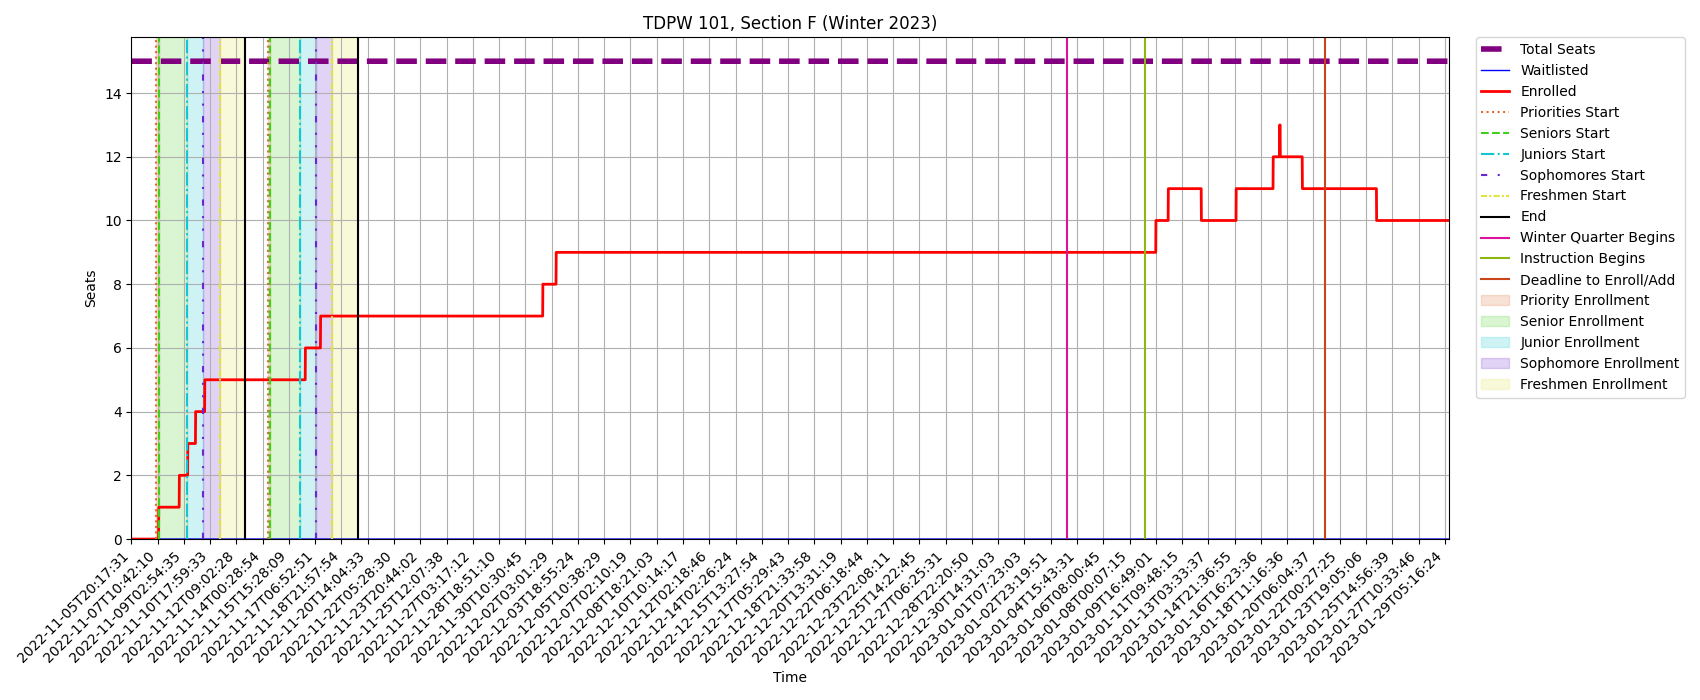 TDPW 101, Section F (Winter 2023)
Seats
14
12
10
8
6
4
2
0
2022-11-05T20:17:31
2022-11-07T10:42:10
2022-11-09T02:54:35
2022-11-10T17:59:33
2022-11-12T09:02:28
2022-11-14T00:28:54
2022-11-15T15:28:09
2022-11-17T06:52:51
2022-11-18T21:57:54
2022-11-20T14:04:33
2022-11-22T05:28:30
2022-11-23T20:44:02
2022-11-25T12:07:38
2022-11-27T03:17:12
2022-11-28T18:51:10
2022-11-30T10:30:45
2022-12-02T03:01:29
2022-12-03T18:55:24
2022-12-05T10:38:29
2022-12-07T02:10:19
2022-12-08T18:21:03
2022-12-10T10:14:17
2022-12-12T02:18:46
2022-12-14T02:26:24
2022-12-15T13:27:54
2022-12-17T05:29:43
2022-12-18T21:33:58
2022-12-20T13:31:19
2022-12-22T06:18:44
2022-12-23T22:08:11
2022-12-25T14:22:45
2022-12-27T06:25:31
2022-12-28T22:20:50
2022-12-30T14:31:03
2023-01-01T07:23:03
2023-01-02T23:19:51
2023-01-04T15:43:31
2023-01-06T08:00:45
2023-01-08T00:07:15
2023-01-09T16:49:01
2023-01-11T09:48:15
2023-01-13T03:33:37
2023-01-14T21:36:55
2023-01-16T16:23:36
2023-01-18T11:16:36
2023-01-20T06:04:37
2023-01-22T00:27:25
2023-01-23T19:05:06
2023-01-25T14:56:39
2023-01-27T10:33:46
2023-01-29T05:16:24
Time
Total Seats
Waitlisted
Enrolled
Priorities Start
Seniors Start
Juniors Start
Sophomores Start
Freshmen Start
End
Winter Quarter Begins
Instruction Begins
Deadline to Enroll/Add
Priority Enrollment
Senior Enrollment
Junior Enrollment
Sophomore Enrollment
Freshmen Enrollment